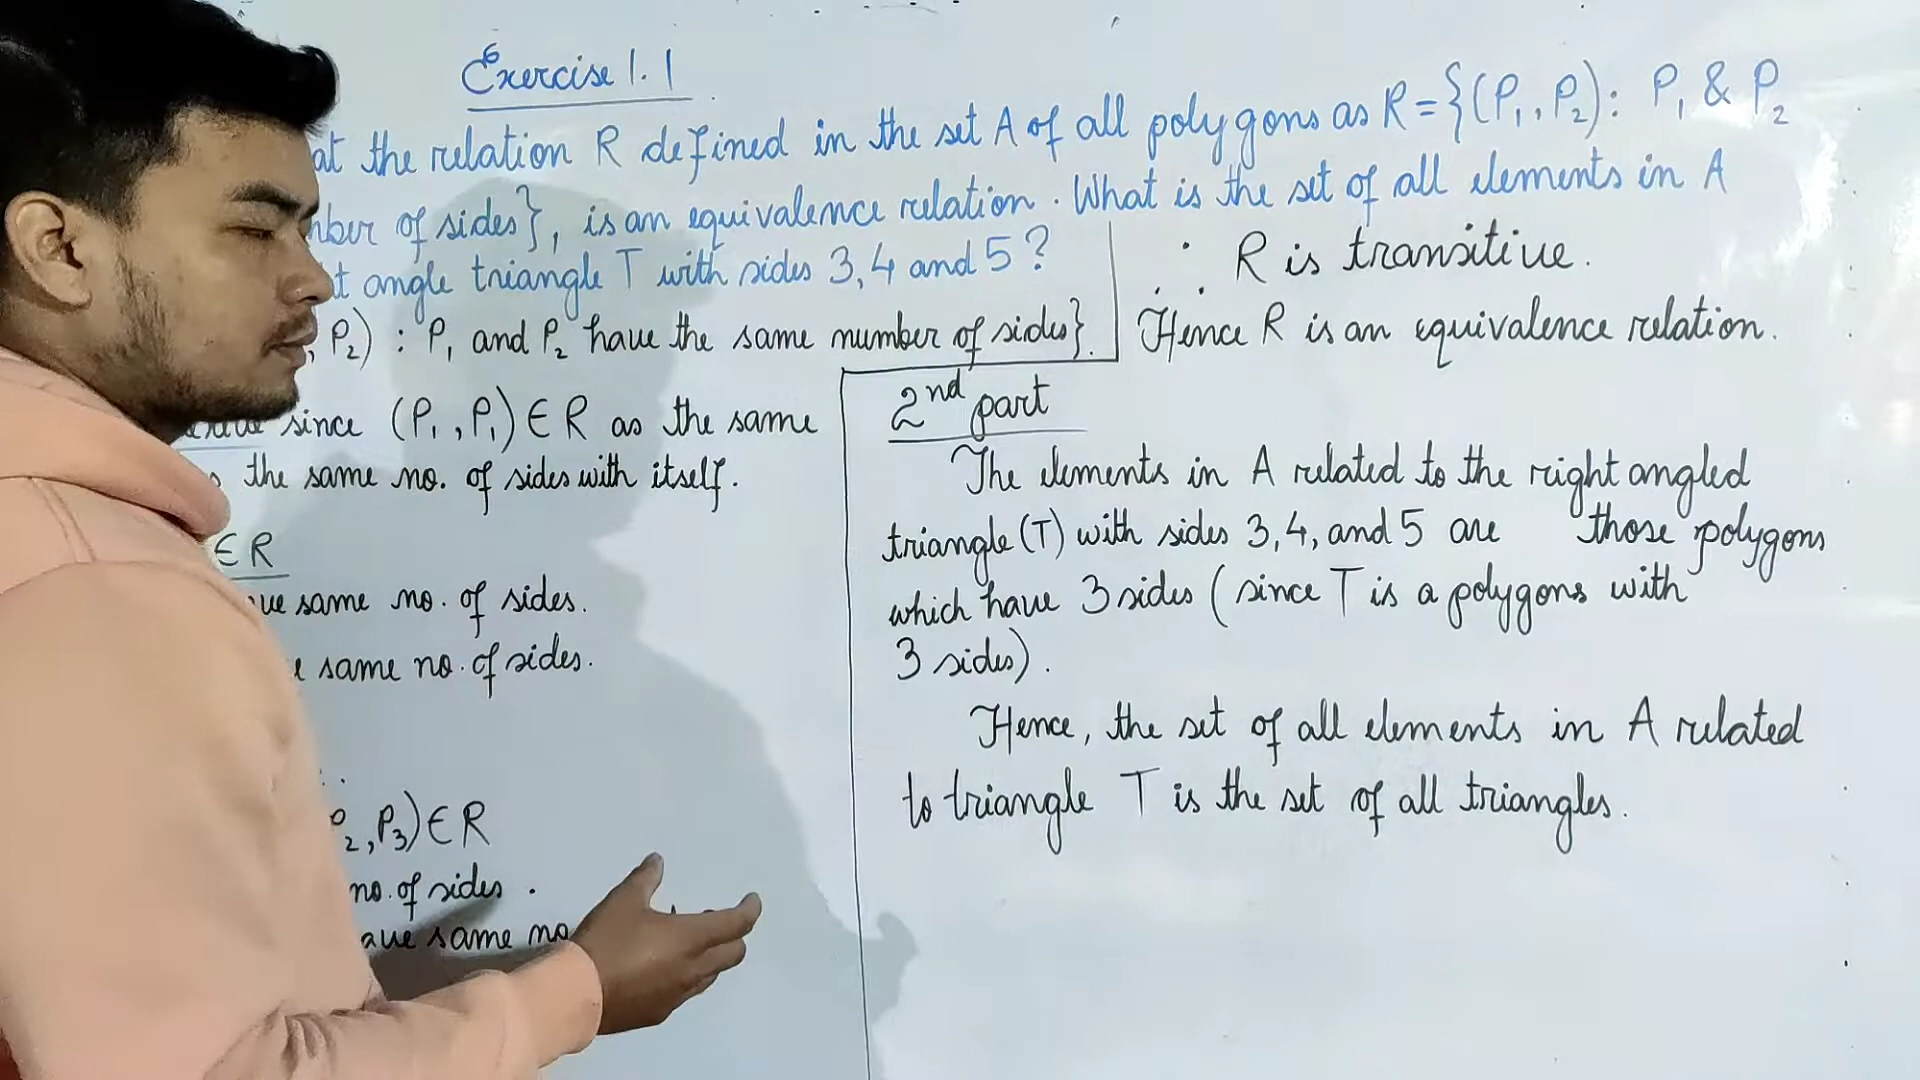 Exercise 1.1
at the relation R defined in the set A of all polygons as R = {(P₁, P₂): P₁ & P₂
of sides}, is an equivalence relation. What is the set of all elements in A
angle triangle T with sides 3, 4 and 5 ?
P₂) : P₁ and P₂ have the same number of sides}.
since (P₁, P₁) ∈ R as the same
the same no. of sides with itself.
∈ R
same no. of sides.
same no. of sides.
P₃) ∈ R
no. of sides.
same no
∴ R is transitive.
Hence R is an equivalence relation.
2nd part
The elements in A related to the right angled
triangle (T) with sides 3, 4, and 5 are those polygons
which have 3 sides (since T is a polygons with
3 sides).
Hence, the set of all elements in A related
to triangle T is the set of all triangles.